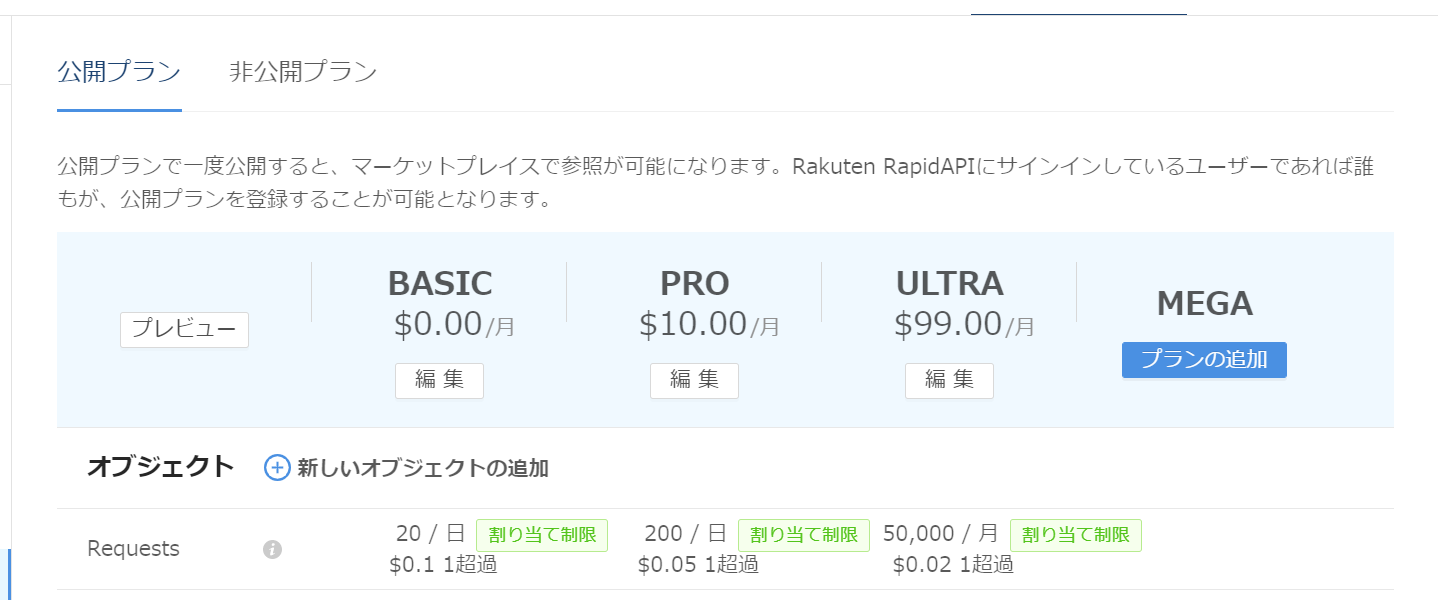 公開プラン 非公開プラン
公開プランで一度公開すると、マーケットプレイスで参照が可能になります。Rakuten RapidAPIにサインインしているユーザーであれば誰
もが、公開プランを登録することが可能となります。
プレビュー
BASIC
$0.00/月
編 集
PRO
$10.00/月
編 集
ULTRA
$99.00/月
編 集
MEGA
プランの追加
オブジェクト 新しいオブジェクトの追加
Requests
20 / 日 割り当て制限
$0.1 1超過
200 / 日 割り当て制限
$0.05 1超過
50,000 / 月 割り当て制限
$0.02 1超過